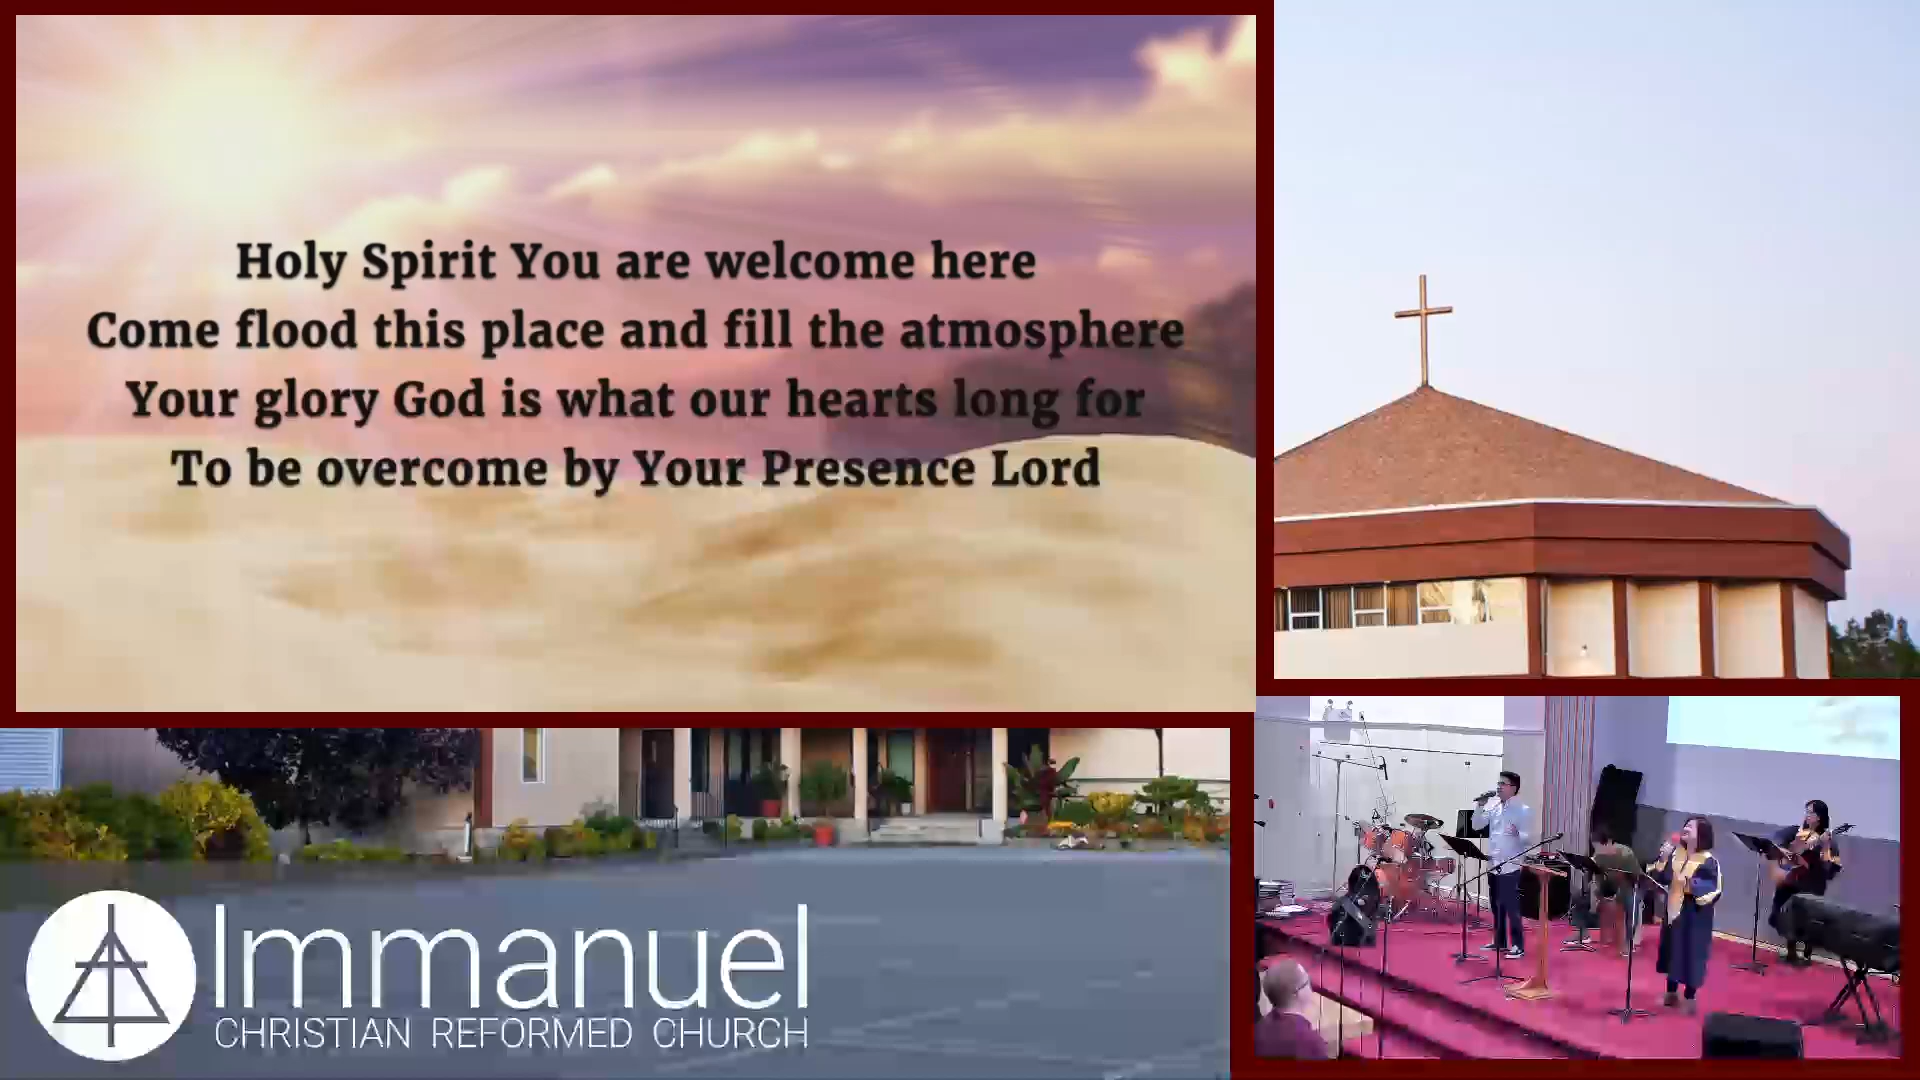 Holy Spirit You are welcome here
Come flood this place and fill the atmosphere
Your glory God is what our hearts long for
To be overcome by Your Presence Lord
Immanuel
CHRISTIAN REFORMED CHURCH